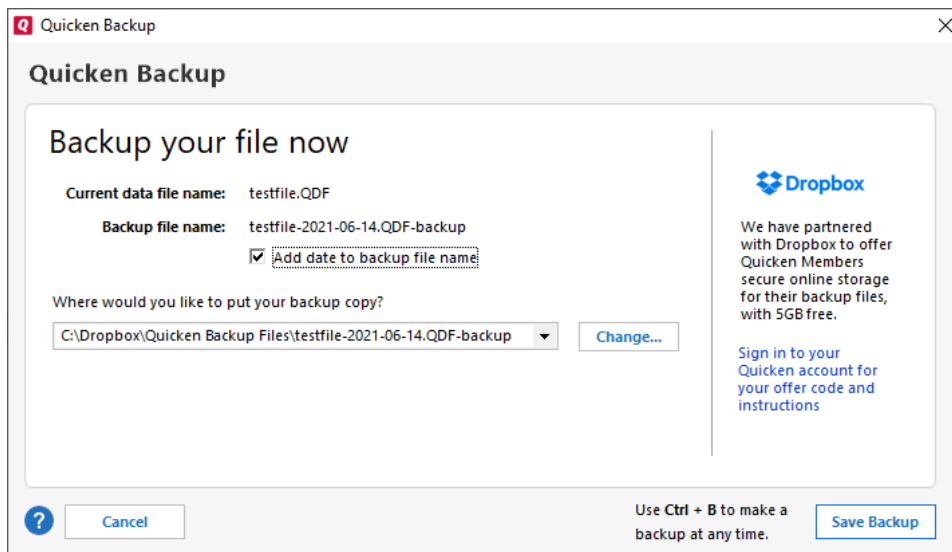 Quicken Backup
Quicken Backup
Backup your file now
Current data file name: testfile.QDF
Backup file name: testfile-2021-06-14.QDF-backup
Add date to backup file name
Where would you like to put your backup copy?
C:\Dropbox\Quicken Backup Files\testfile-2021-06-14.QDF-backup
Change...
Dropbox
We have partnered
with Dropbox to offer
Quicken Members
secure online storage
for their backup files,
with 5GB free.
Sign in to your
Quicken account for
your offer code and
instructions
?
Cancel
Use Ctrl + B to make a
backup at any time.
Save Backup